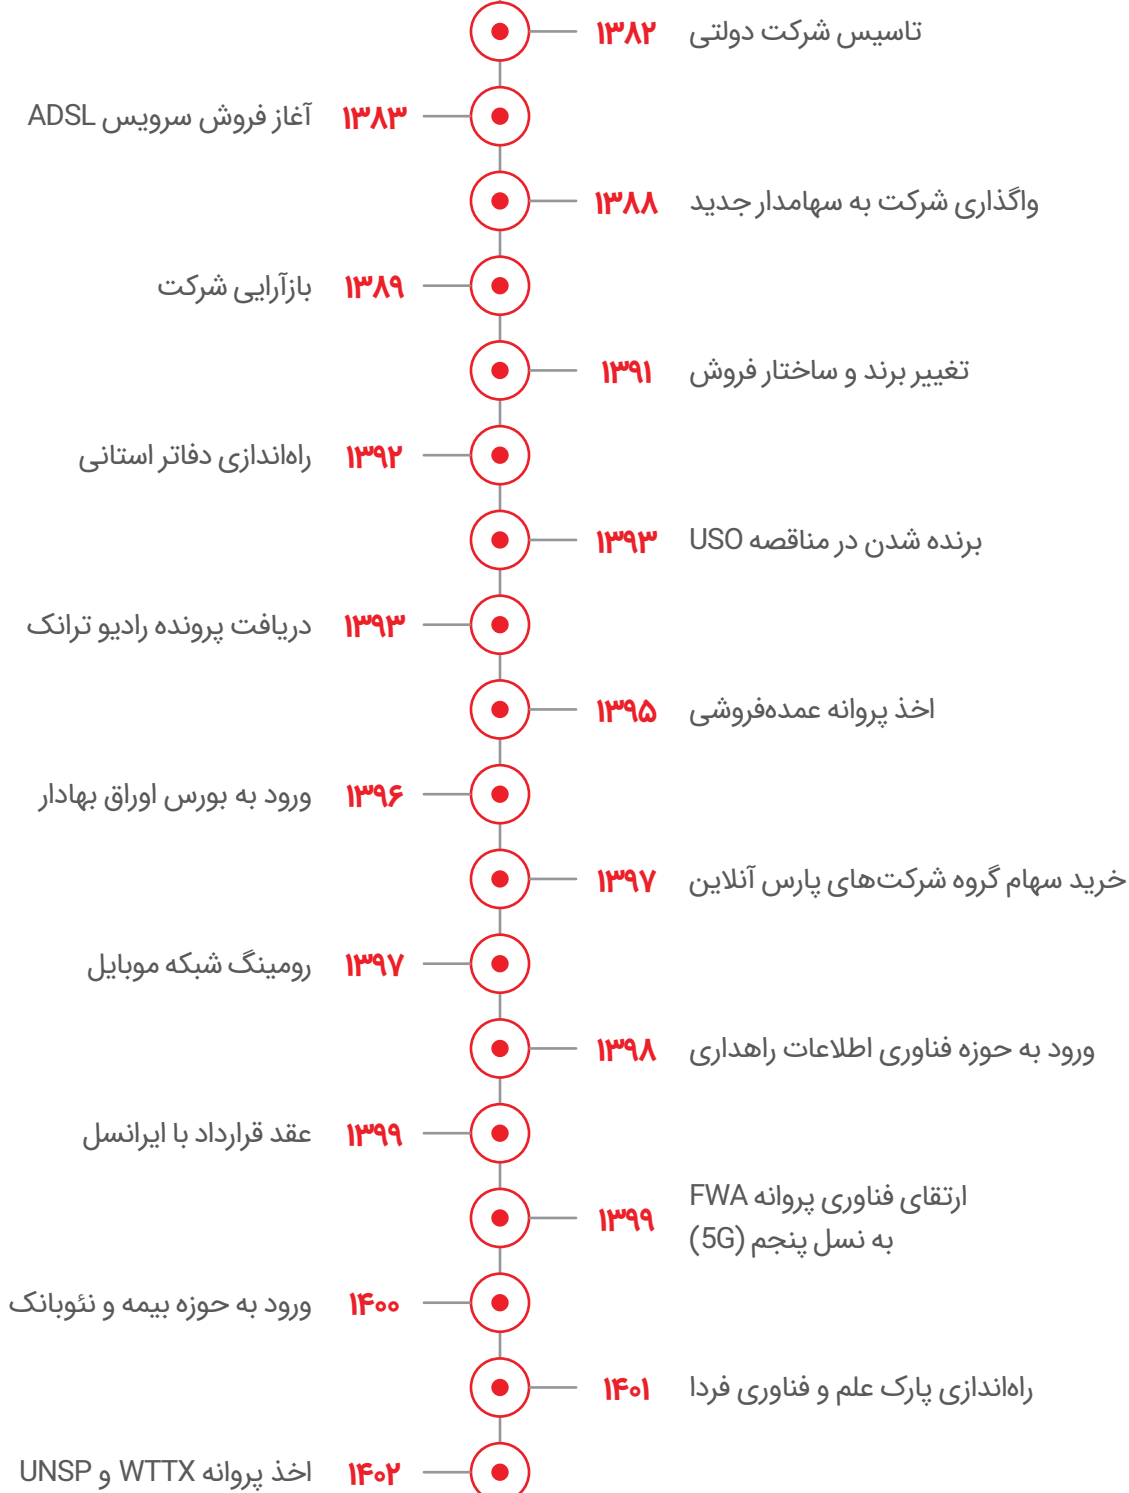 ۱۳۸۲ تاسیس شرکت دولتی
۱۳۸۳ آغاز فروش سرویس ADSL
۱۳۸۸ واگذاری شرکت به سهامدار جدید
۱۳۸۹ بازآرایی شرکت
۱۳۹۱ تغییر برند و ساختار فروش
۱۳۹۲ راه‌اندازی دفاتر استانی
۱۳۹۳ برنده شدن در مناقصه USO
۱۳۹۳ دریافت پرونده رادیو ترانک
۱۳۹۵ اخذ پروانه عمده‌فروشی
۱۳۹۶ ورود به بورس اوراق بهادار
۱۳۹۷ خرید سهام گروه شرکت‌های پارس آنلاین
۱۳۹۷ رومینگ شبکه موبایل
۱۳۹۸ ورود به حوزه فناوری اطلاعات راهداری
۱۳۹۹ عقد قرارداد با ایرانسل
۱۳۹۹ ارتقای فناوری پروانه FWA
به نسل پنجم (5G)
۱۴۰۰ ورود به حوزه بیمه و نئوبانک
۱۴۰۱ راه‌اندازی پارک علم و فناوری فردا
۱۴۰۲ اخذ پروانه WTTX و UNSP